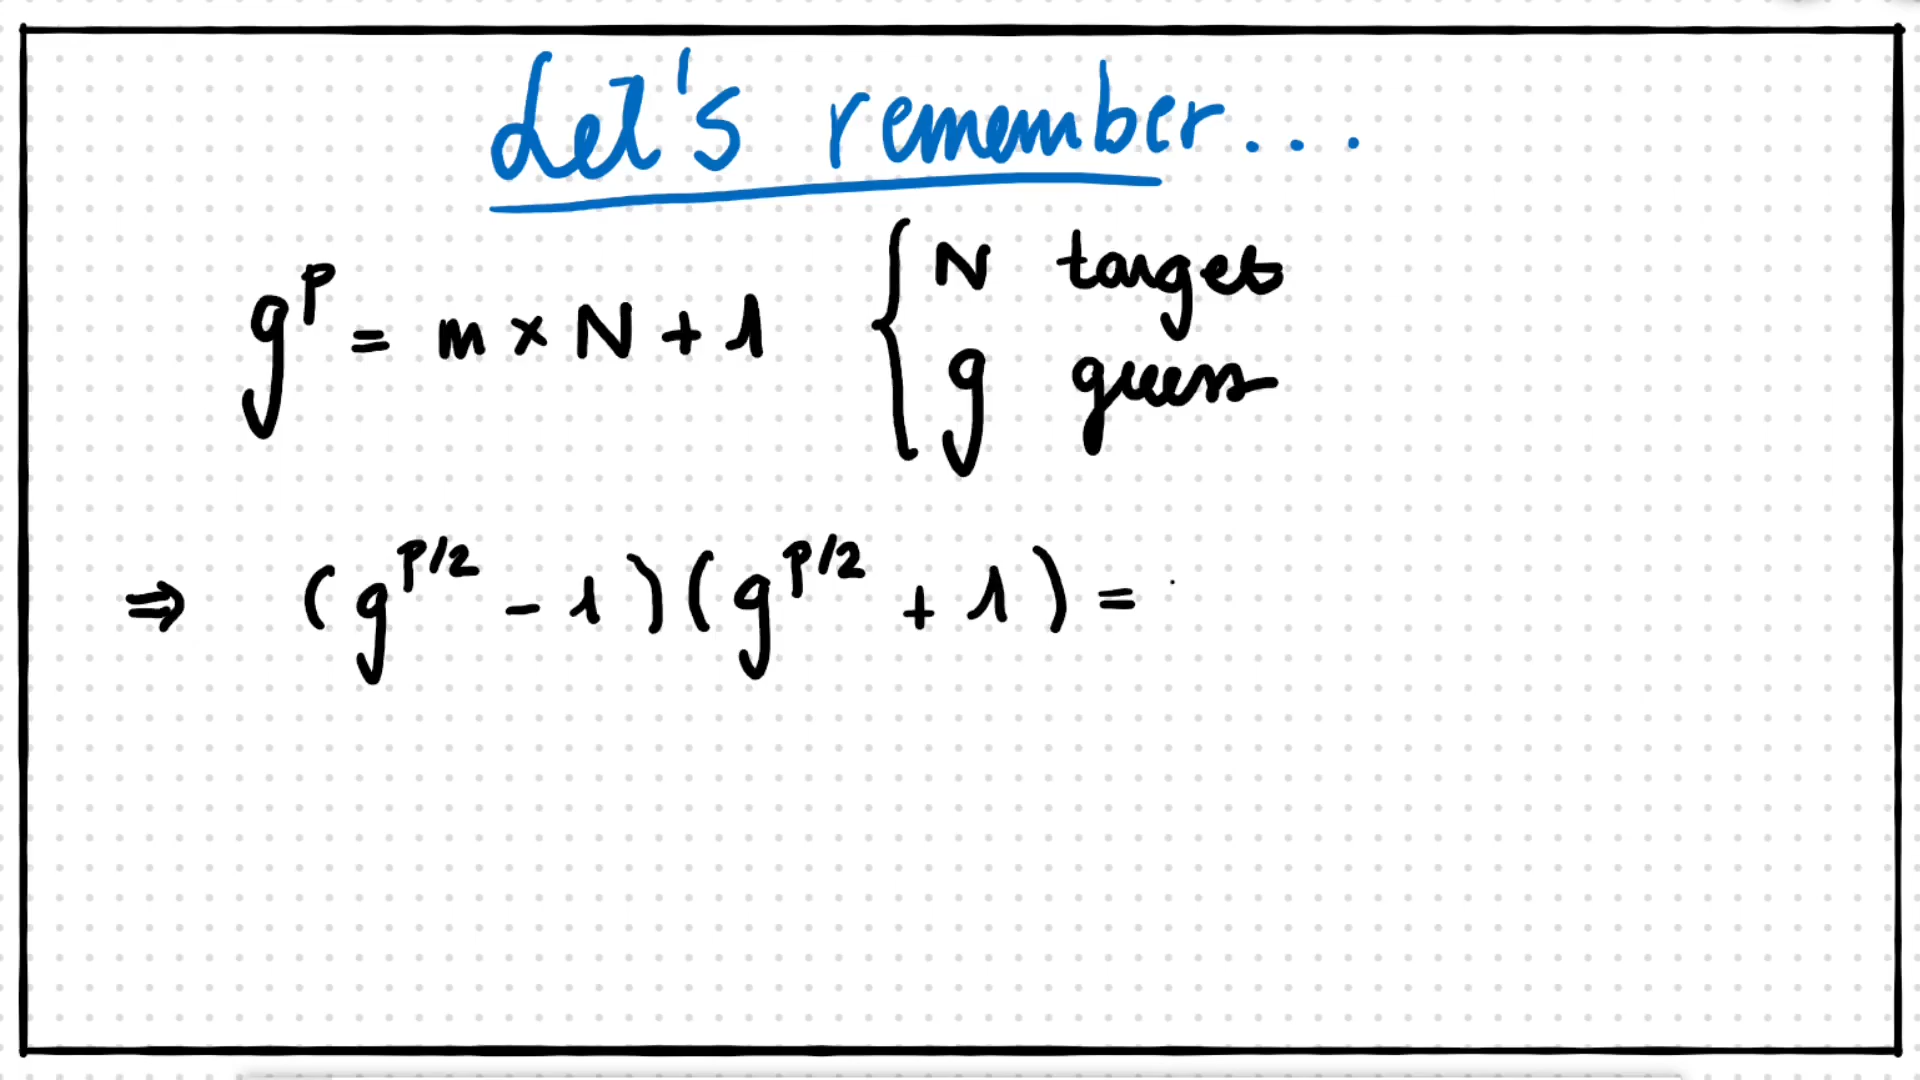 Let's remember...
g^p = m × N + 1 { N target
g guess
⇒ (g^{p/2} - 1)(g^{p/2} + 1) =